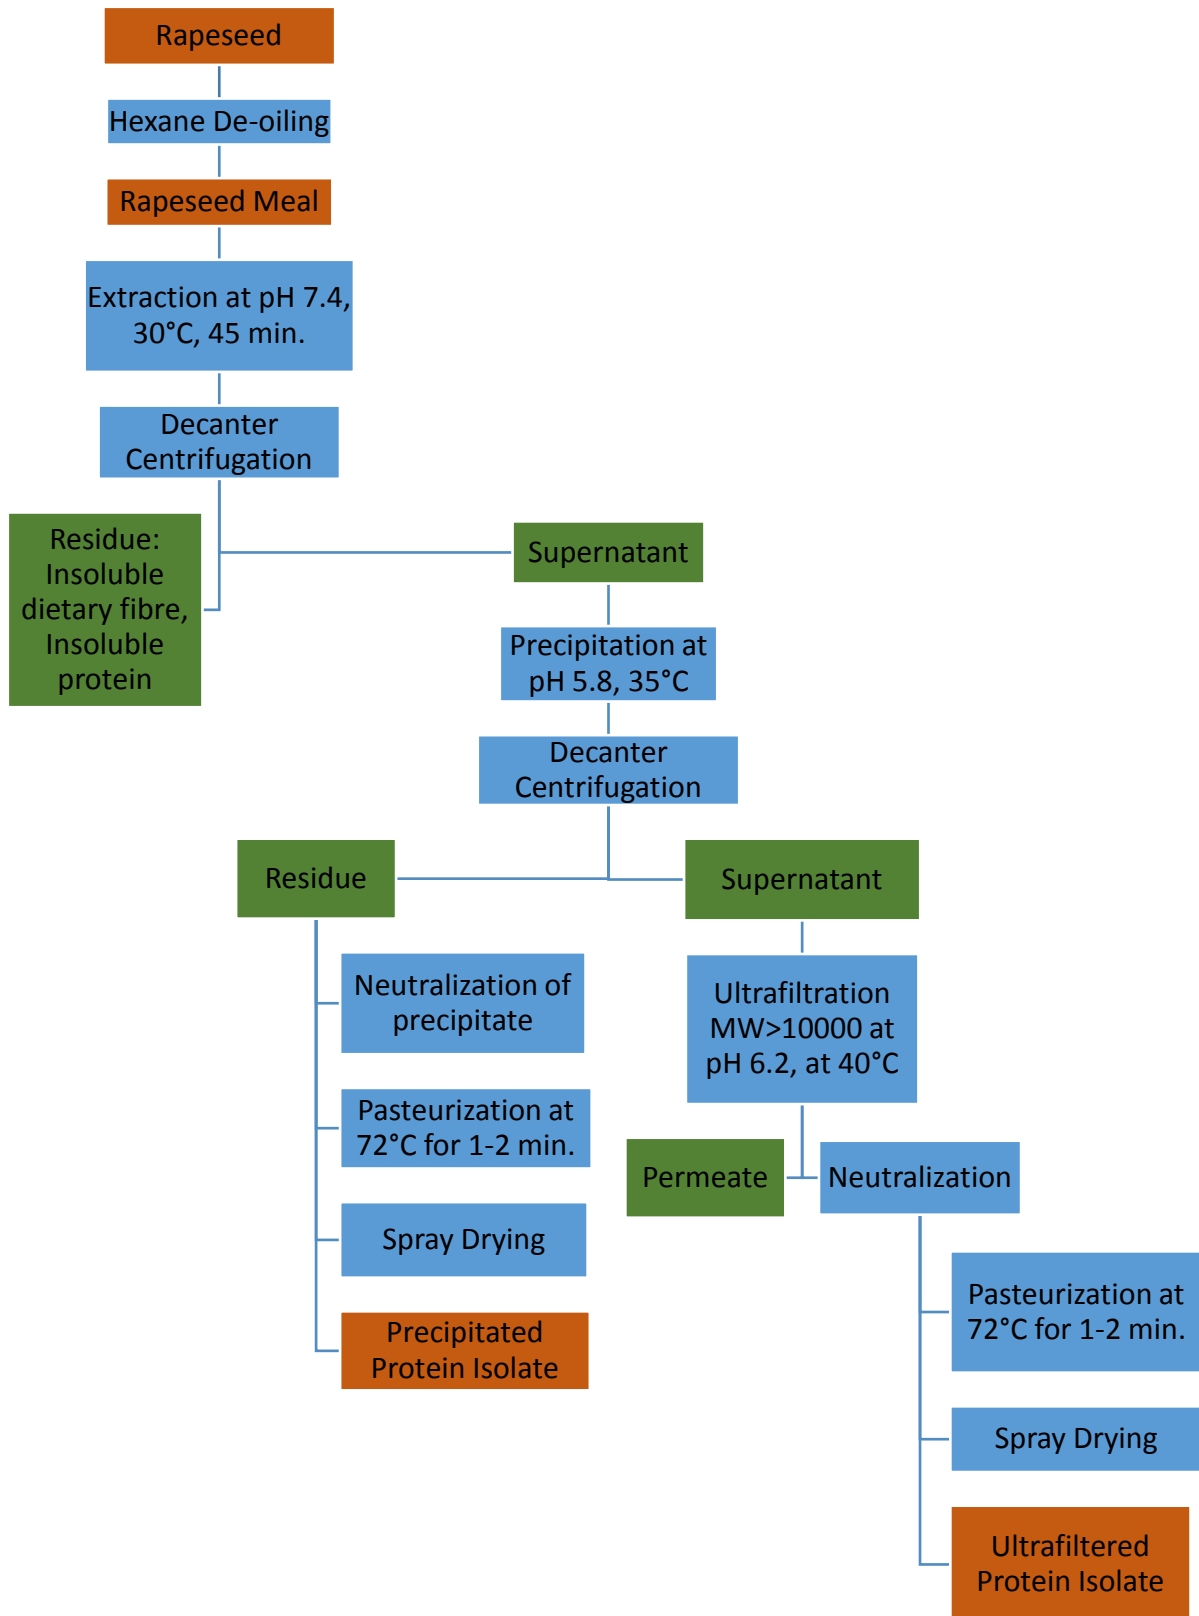 Rapeseed
Hexane De-oiling
Rapeseed Meal
Extraction at pH 7.4,
30°C, 45 min.
Decanter
Centrifugation
Residue:
Insoluble
dietary fibre,
Insoluble
protein
Supernatant
Precipitation at
pH 5.8, 35°C
Decanter
Centrifugation
Residue
Supernatant
Neutralization of
precipitate
Pasteurization at
72°C for 1-2 min.
Spray Drying
Precipitated
Protein Isolate
Ultrafiltration
MW>10000 at
pH 6.2, at 40°C
Permeate
Neutralization
Pasteurization at
72°C for 1-2 min.
Spray Drying
Ultrafiltered
Protein Isolate